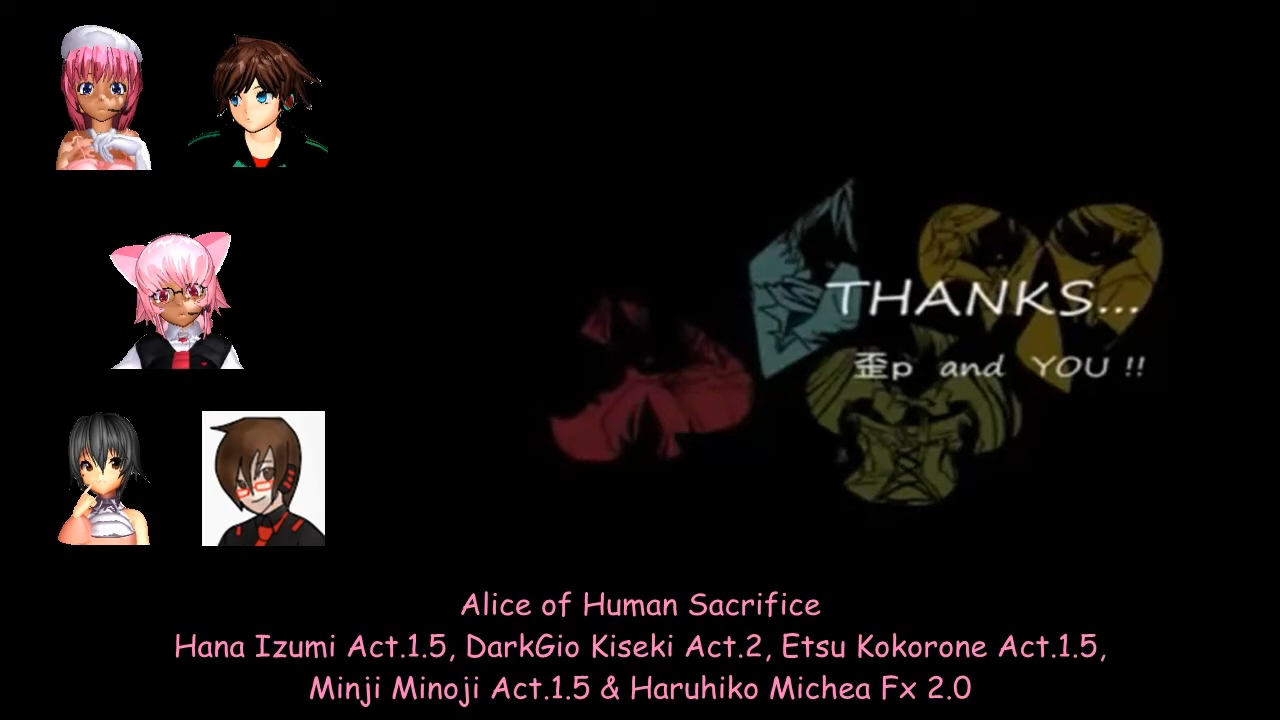 THANKS...
歪p and YOU !!
Alice of Human Sacrifice
Hana Izumi Act.1.5, DarkGio Kiseki Act.2, Etsu Kokorone Act.1.5,
Minji Minoji Act.1.5 & Haruhiko Michea Fx 2.0